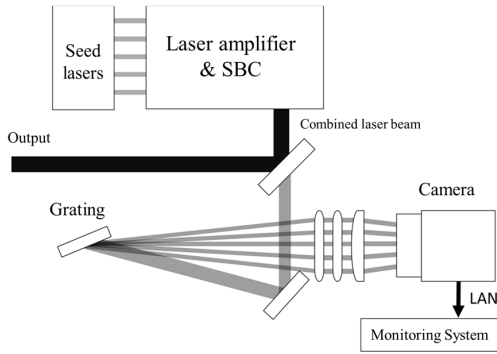 Seed
lasers
Laser amplifier
& SBC
Combined laser beam
Output
Grating
Camera
LAN
Monitoring System